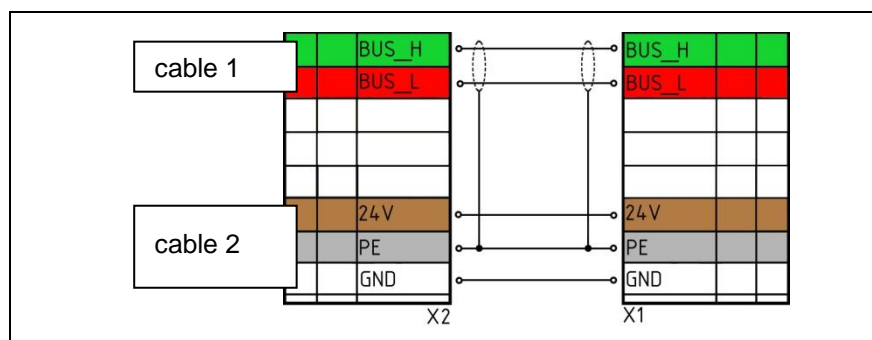 cable 1
BUS_H
BUS_H
BUS_L
BUS_L
cable 2
24V
24V
PE
PE
GND
GND
X2
X1